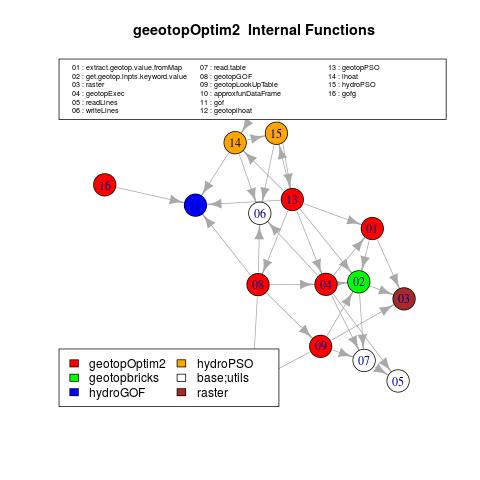 geeotopOptim2  Internal Functions
01 : extract.geotop.value.fromMap
07 : read.table
13 : geotopPSO
02 : get.geotop.inpts.keyword.value
08 : geotopGOF
14 : lhoat
03 : raster
09 : geotopLookUpTable
15 : hydroPSO
04 : geotopExec
10 : approxfunDataFrame
16 : gofg
05 : readLines
11 : gof
06 : writeLines
12 : geotoplhoat
15
14
16
13
06
01
08
04
02
03
09
07
05
geotopOptim2
hydroPSO
geotopbricks
base;utils
hydroGOF
raster